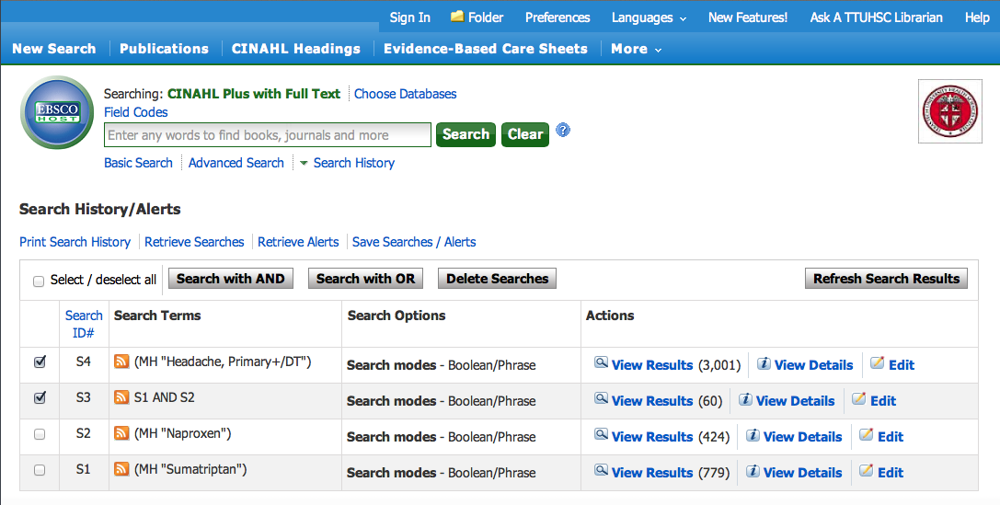 Sign In Folder Preferences Languages New Features! Ask A TTUHSC Librarian Help
New Search Publications CINAHL Headings Evidence-Based Care Sheets More
Searching: CINAHL Plus with Full Text Choose Databases
Field Codes
EBSCO
HOST
Enter any words to find books, journals and more Search Clear ?
Basic Search Advanced Search Search History
Search History/Alerts
Print Search History Retrieve Searches Retrieve Alerts Save Searches / Alerts
Select / deselect all Search with AND Search with OR Delete Searches Refresh Search Results
Search ID# Search Terms Search Options Actions
S4 (MH "Headache, Primary+/DT") Search modes - Boolean/Phrase View Results (3,001) View Details Edit
S3 S1 AND S2 Search modes - Boolean/Phrase View Results (60) View Details Edit
S2 (MH "Naproxen") Search modes - Boolean/Phrase View Results (424) View Details Edit
S1 (MH "Sumatriptan") Search modes - Boolean/Phrase View Results (779) View Details Edit